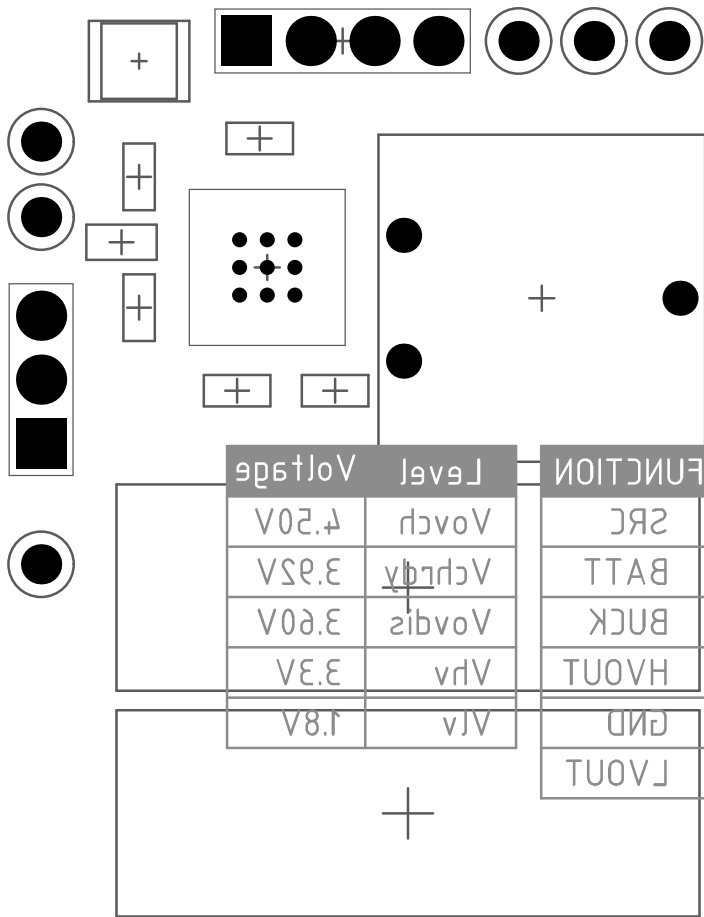 Level Voltage
Vovch 4.50V
Vchrdy 3.92V
Vovdis 3.60V
Vhv 3.3V
Vlv 1.8V
FUNCTION
SRC
BATT
BUCK
HVOUT
GND
LVOUT